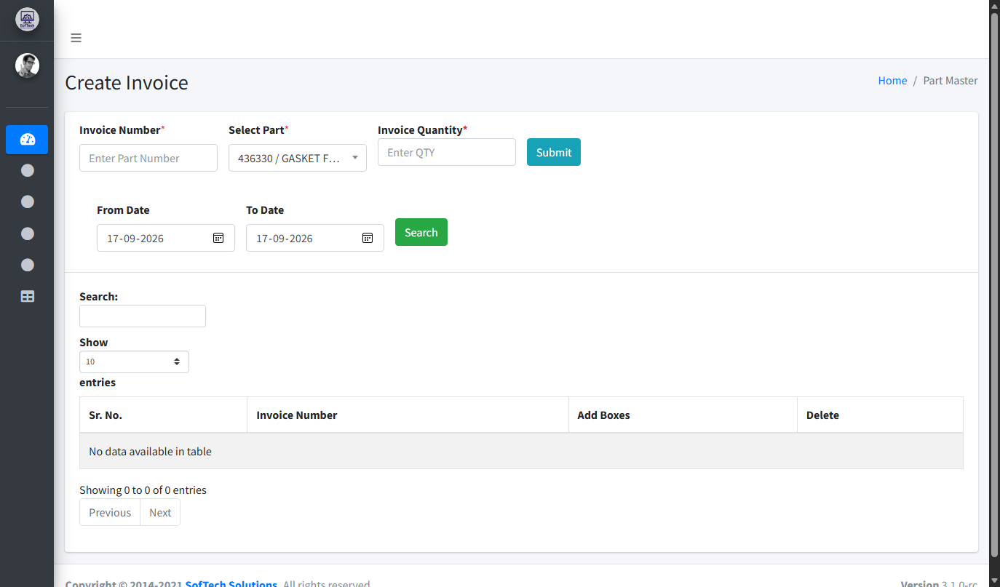 SofTech
Create Invoice
Home / Part Master
Invoice Number* Select Part* Invoice Quantity*
Enter Part Number 436330 / GASKET F... Enter QTY Submit
From Date To Date
17-09-2026 17-09-2026 Search
Search:
Show
10
entries
Sr. No. Invoice Number Add Boxes Delete
No data available in table
Showing 0 to 0 of 0 entries
Previous Next
Copyright © 2014-2021 SofTech Solutions. All rights reserved. Version 3.1.0-rc